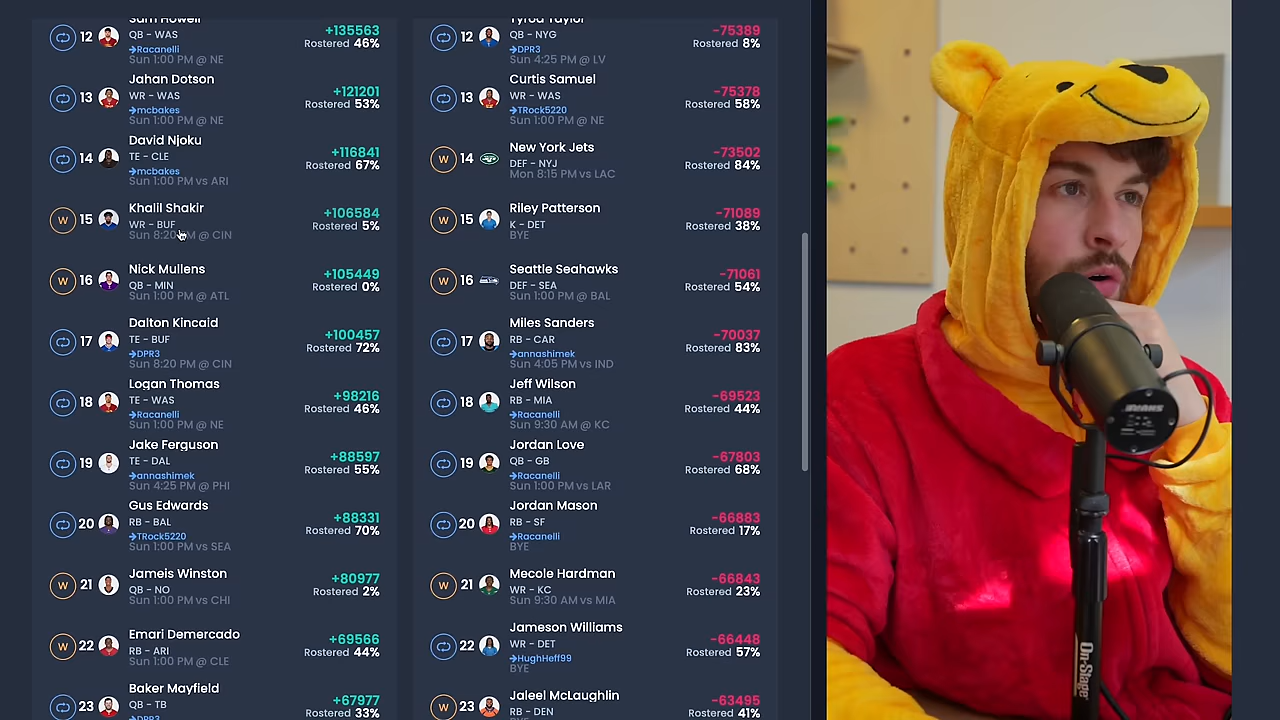 Sam Howell
12
QB - WAS
Racanelli
Sun 1:00 PM @ NE
+135563
Rostered 46%
13
Jahan Dotson
WR - WAS
mcbakes
Sun 1:00 PM @ NE
+121201
Rostered 53%
14
David Njoku
TE - CLE
mcbakes
Sun 1:00 PM vs ARI
+116841
Rostered 67%
W
15
Khalil Shakir
WR - BUF
Sun 8:20 PM @ CIN
+106584
Rostered 5%
W
16
Nick Mullens
QB - MIN
Sun 1:00 PM @ ATL
+105449
Rostered 0%
17
Dalton Kincaid
TE - BUF
DPR3
Sun 8:20 PM @ CIN
+100457
Rostered 72%
18
Logan Thomas
TE - WAS
Racanelli
Sun 1:00 PM @ NE
+98216
Rostered 46%
19
Jake Ferguson
TE - DAL
annashimek
Sun 4:25 PM @ PHI
+88597
Rostered 55%
20
Gus Edwards
RB - BAL
TRock5220
Sun 1:00 PM vs SEA
+88331
Rostered 70%
W
21
Jameis Winston
QB - NO
Sun 1:00 PM vs CHI
+80977
Rostered 2%
W
22
Emari Demercado
RB - ARI
Sun 1:00 PM @ CLE
+69566
Rostered 44%
23
Baker Mayfield
QB - TB
DPR3
+67977
Rostered 33%
Tyrod Taylor
12
QB - NYG
DPR3
Sun 4:25 PM @ LV
-75389
Rostered 8%
13
Curtis Samuel
WR - WAS
TRock5220
Sun 1:00 PM @ NE
-75378
Rostered 58%
W
14
New York Jets
DEF - NYJ
Mon 8:15 PM vs LAC
-73502
Rostered 84%
W
15
Riley Patterson
K - DET
BYE
-71089
Rostered 38%
W
16
Seattle Seahawks
DEF - SEA
Sun 1:00 PM @ BAL
-71061
Rostered 54%
17
Miles Sanders
RB - CAR
annashimek
Sun 4:05 PM vs IND
-70037
Rostered 83%
18
Jeff Wilson
RB - MIA
Racanelli
Sun 9:30 AM @ KC
-69523
Rostered 44%
19
Jordan Love
QB - GB
Racanelli
Sun 1:00 PM vs LAR
-67803
Rostered 68%
20
Jordan Mason
RB - SF
Racanelli
BYE
-66883
Rostered 17%
W
21
Mecole Hardman
WR - KC
Sun 9:30 AM vs MIA
-66843
Rostered 23%
22
Jameson Williams
WR - DET
HughHeff99
BYE
-66448
Rostered 57%
W
23
Jaleel McLaughlin
RB - DEN
-63495
Rostered 41%
On-Stage